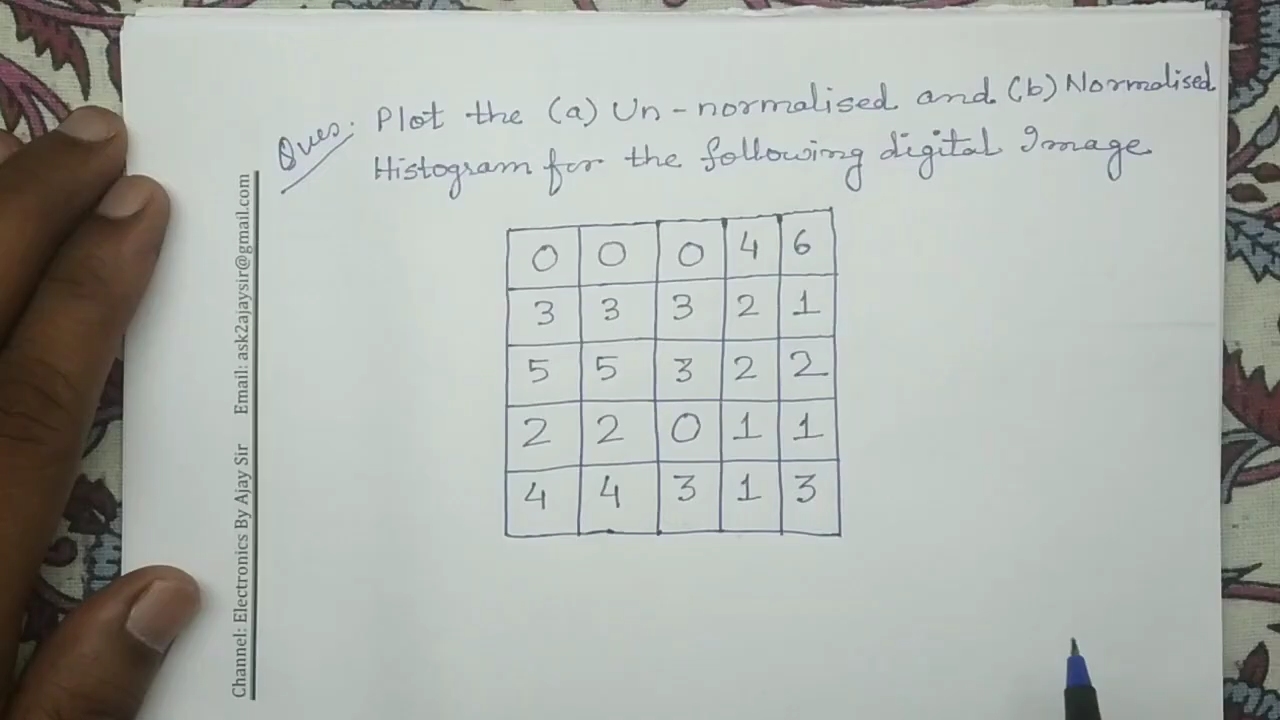 Ques. Plot the (a) Un-normalised and (b) Normalised
Histogram for the following digital Image
0 0 0 4 6
3 3 3 2 1
5 5 3 2 2
2 2 0 1 1
4 4 3 1 3
Channel: Electronics By Ajay Sir Email: ask2ajaysir@gmail.com